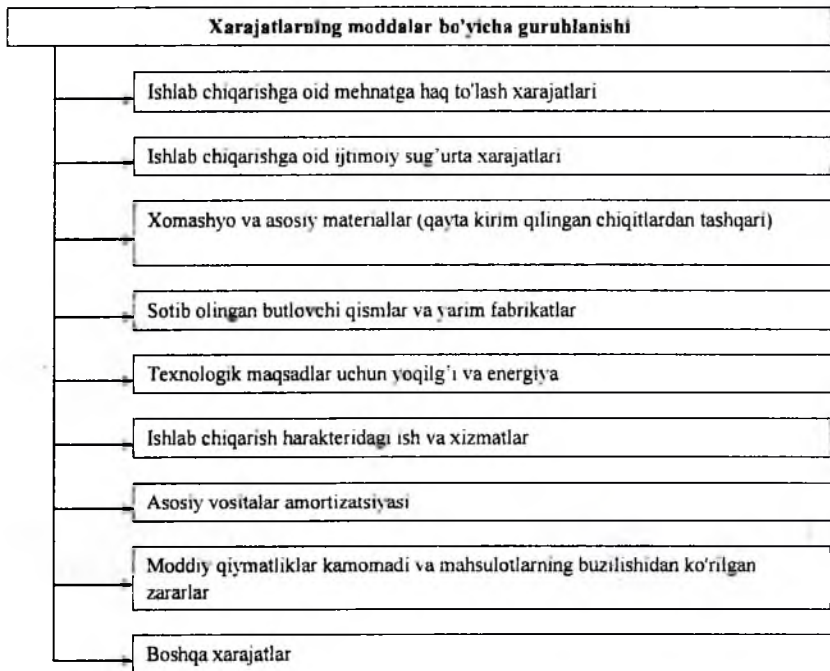 Xarajatlarning moddalar bo'yicha guruhlanishi
Ishlab chiqarishga oid mehnatga haq to'lash xarajatlari
Ishlab chiqarishga oid ijtimoiy sug'urta xarajatlari
Xomashyo va asosiy materiallar (qayta kirim qilingan chiqitlardan tashqari)
Sotib olingan butlovchi qismlar va yarim fabrikatlar
Texnologik maqsadlar uchun yoqilg'i va energiya
Ishlab chiqarish harakteridagi ish va xizmatlar
Asosiy vositalar amortizatsiyasi
Moddiy qiymatliklar kamomadi va mahsulotlarning buzilishidan ko'rilgan
zararlar
Boshqa xarajatlar